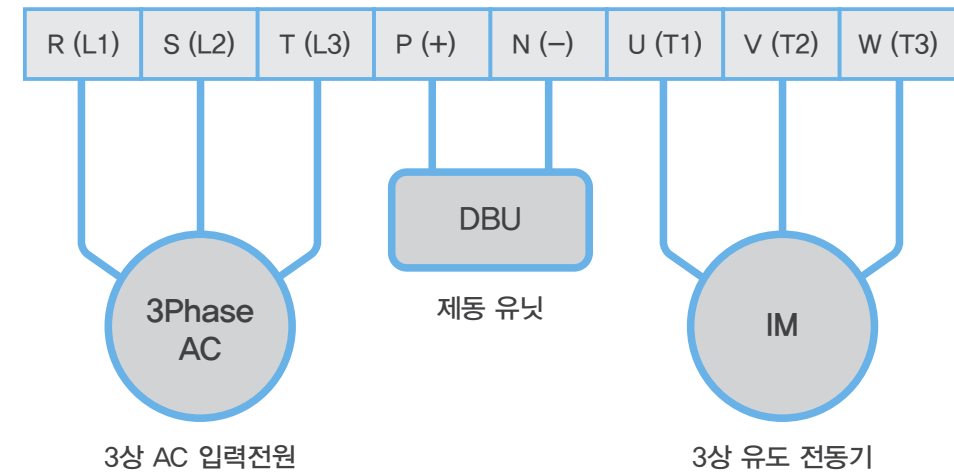 R (L1) S (L2) T (L3) P (+) N (−) U (T1) V (T2) W (T3)
DBU
제동 유닛
3Phase
AC
3상 AC 입력전원
IM
3상 유도 전동기